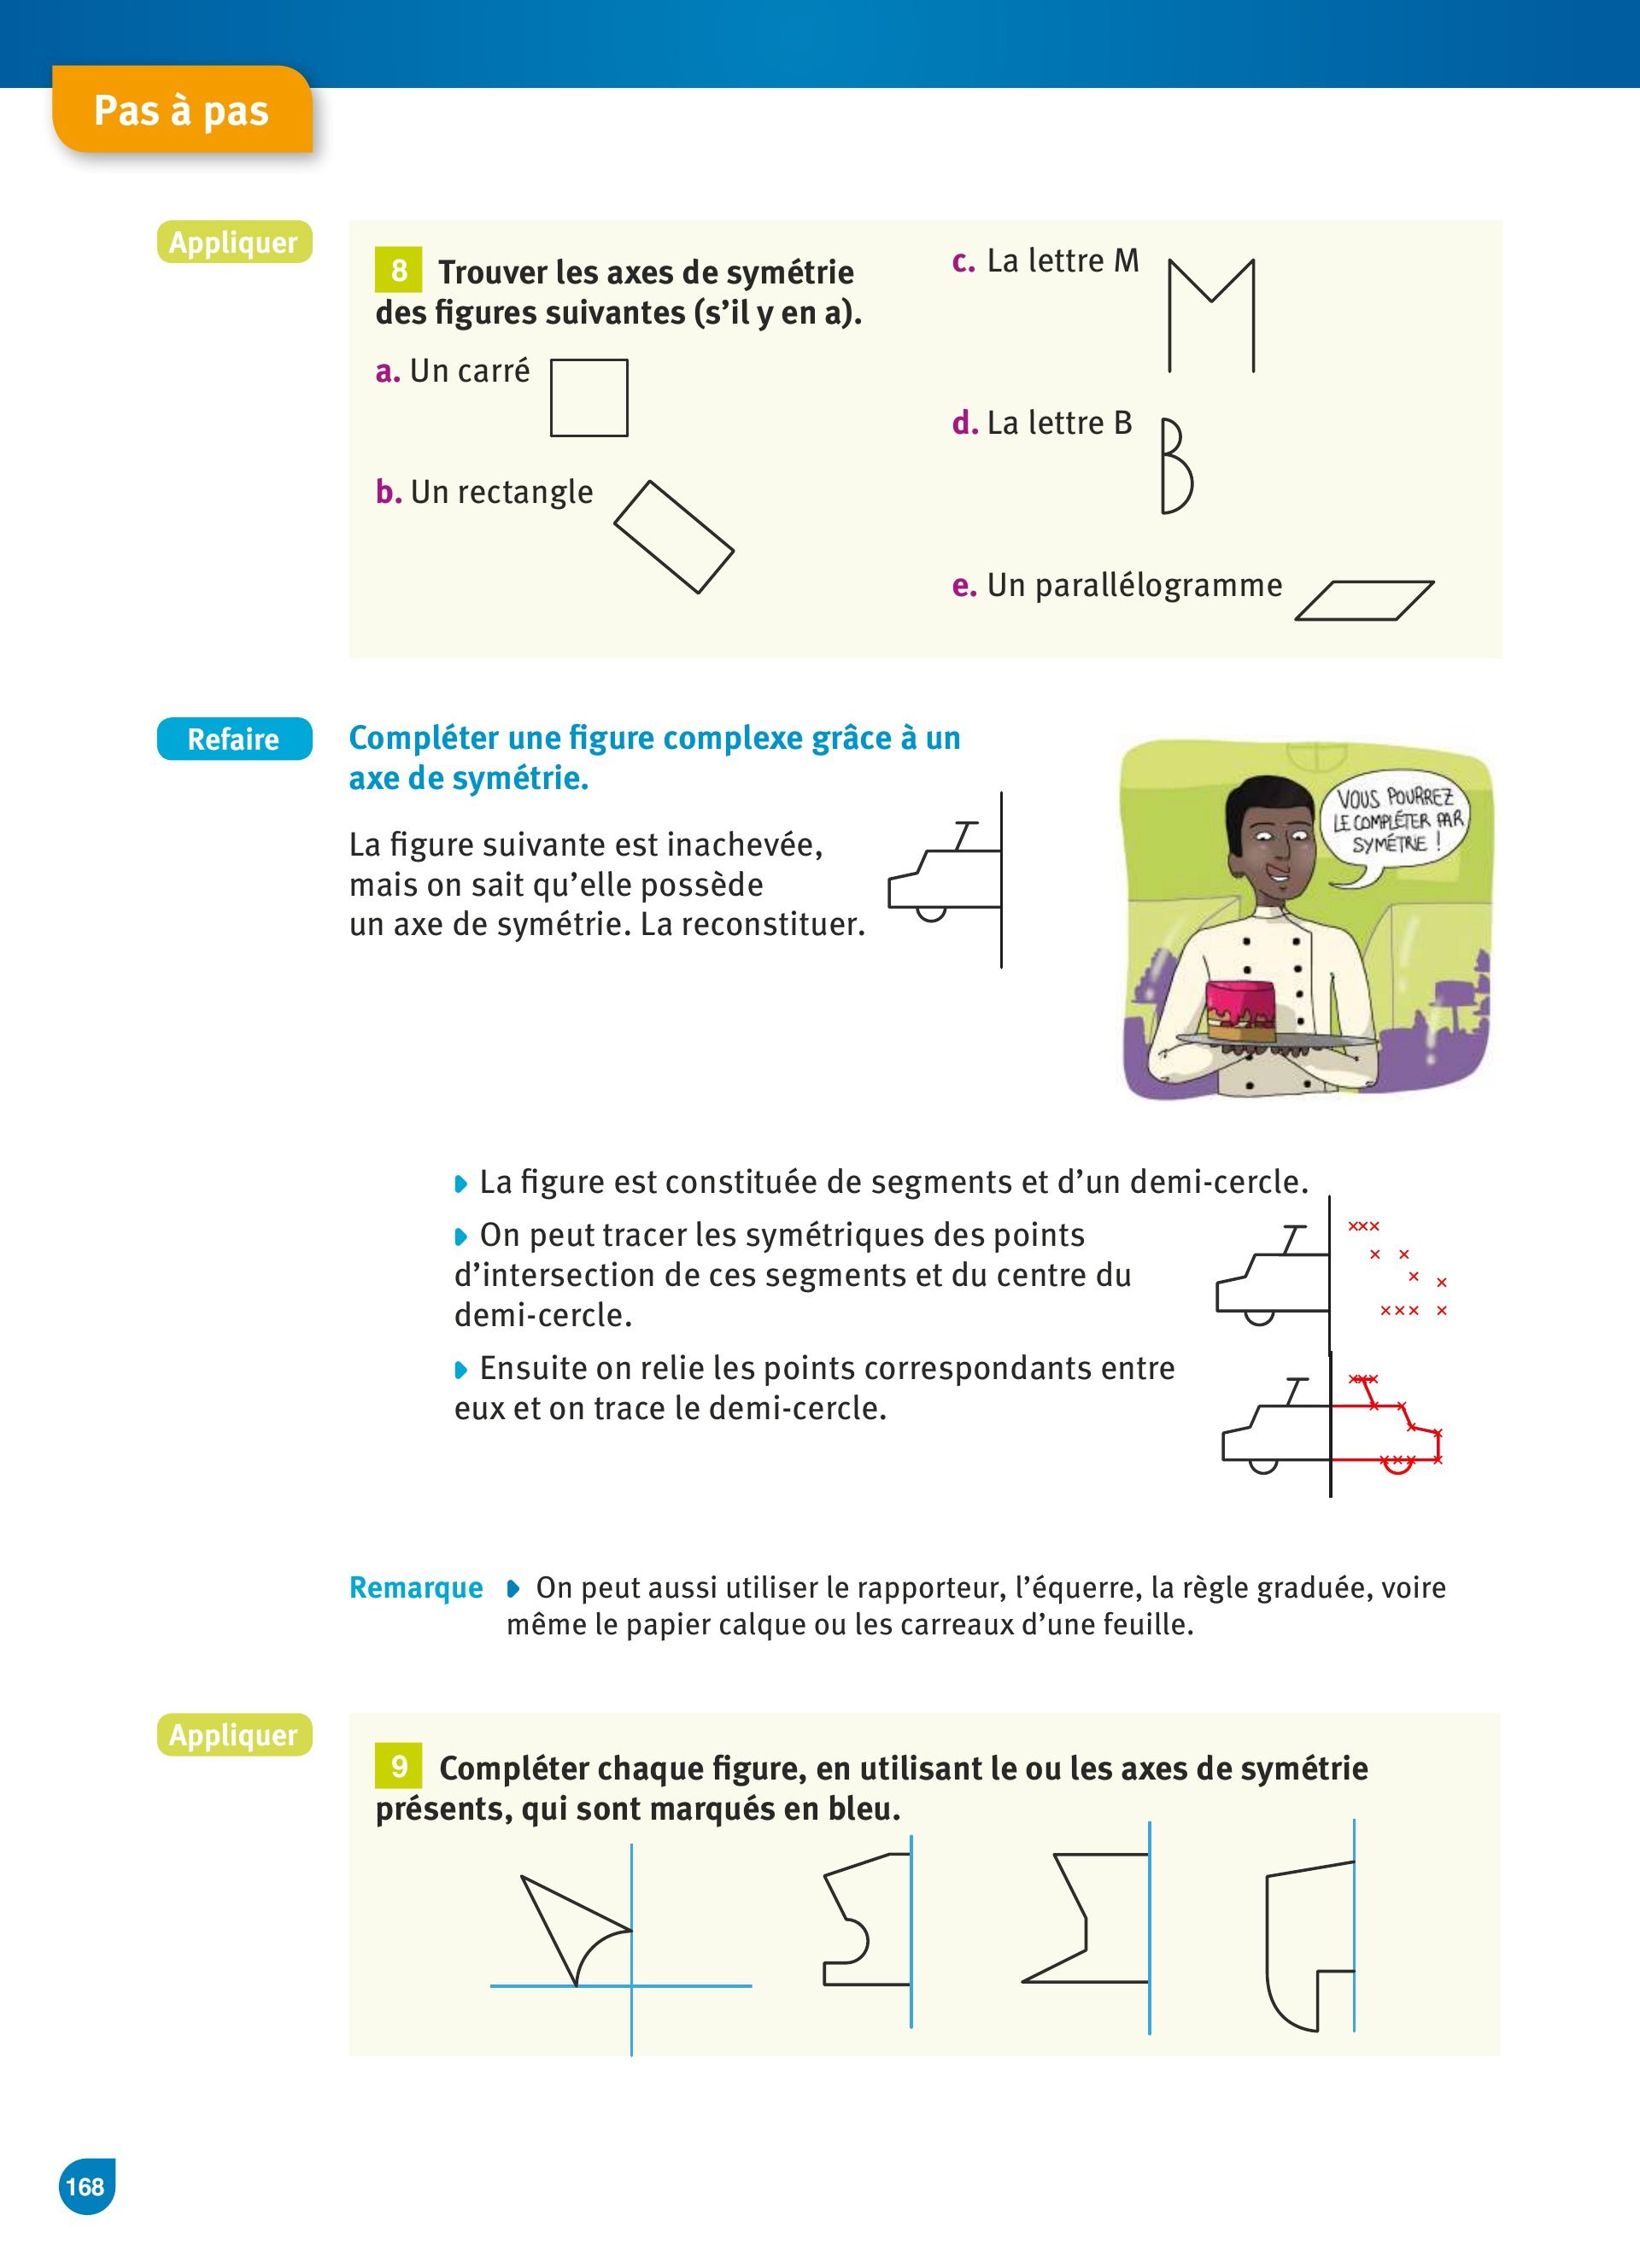 Pas à pas
Appliquer
8 Trouver les axes de symétrie
des figures suivantes (s’il y en a).
a. Un carré
b. Un rectangle
c. La lettre M
d. La lettre B
e. Un parallélogramme
Refaire
Compléter une figure complexe grâce à un
axe de symétrie.
La figure suivante est inachevée,
mais on sait qu’elle possède
un axe de symétrie. La reconstituer.
VOUS POURREZ
LE COMPLÉTER PAR
SYMÉTRIE !
La figure est constituée de segments et d’un demi-cercle.
On peut tracer les symétriques des points
d’intersection de ces segments et du centre du
demi-cercle.
Ensuite on relie les points correspondants entre
eux et on trace le demi-cercle.
Remarque On peut aussi utiliser le rapporteur, l’équerre, la règle graduée, voire
même le papier calque ou les carreaux d’une feuille.
Appliquer
9 Compléter chaque figure, en utilisant le ou les axes de symétrie
présents, qui sont marqués en bleu.
168